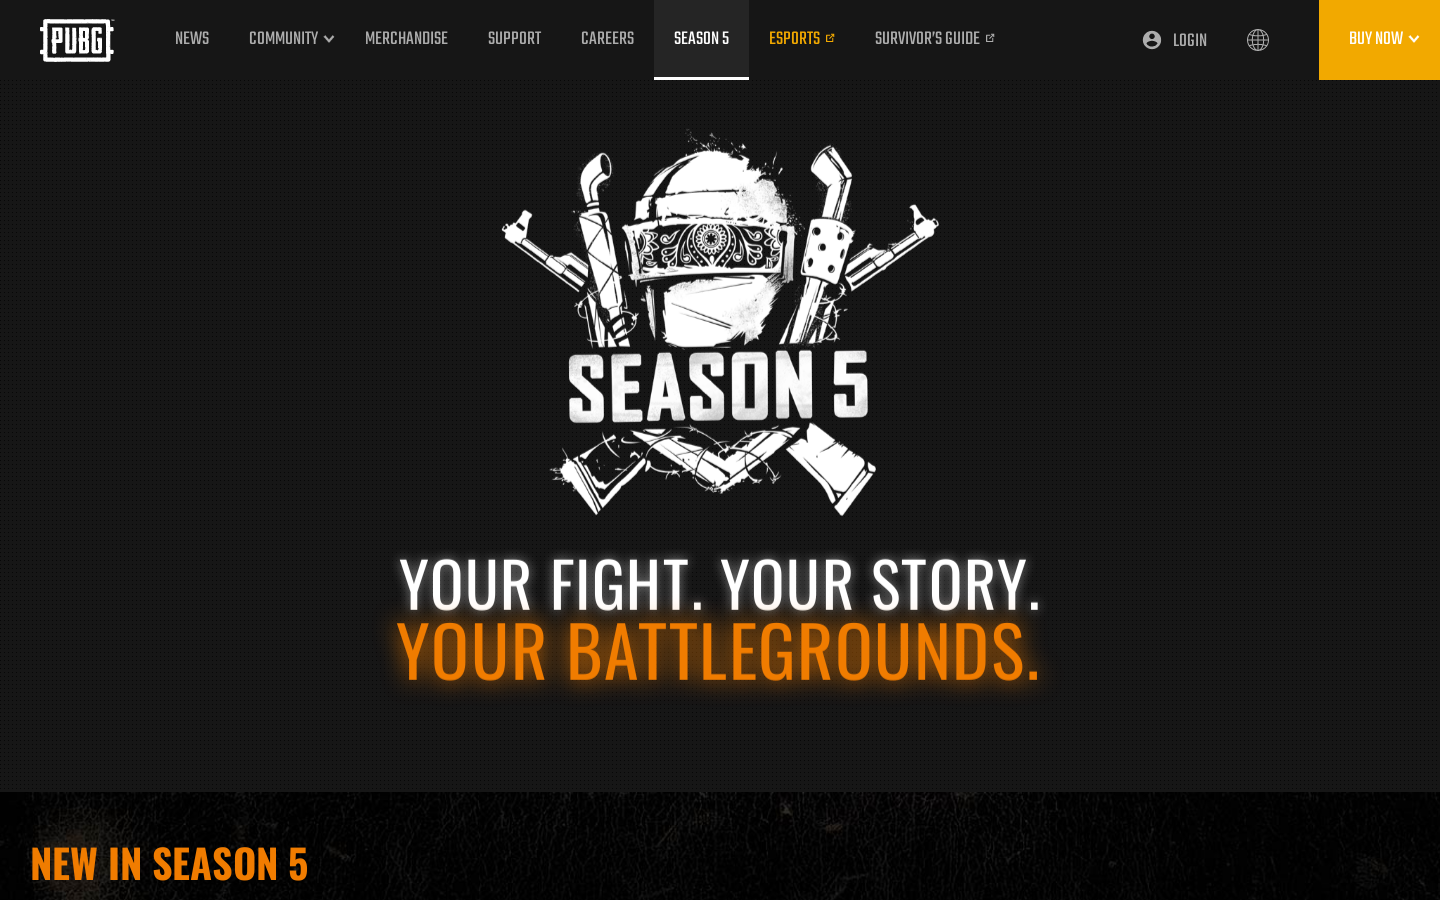 PUBG NEWS COMMUNITY MERCHANDISE SUPPORT CAREERS SEASON 5 ESPORTS SURVIVOR'S GUIDE LOGIN BUY NOW
SEASON 5
YOUR FIGHT. YOUR STORY.
YOUR BATTLEGROUNDS.
NEW IN SEASON 5